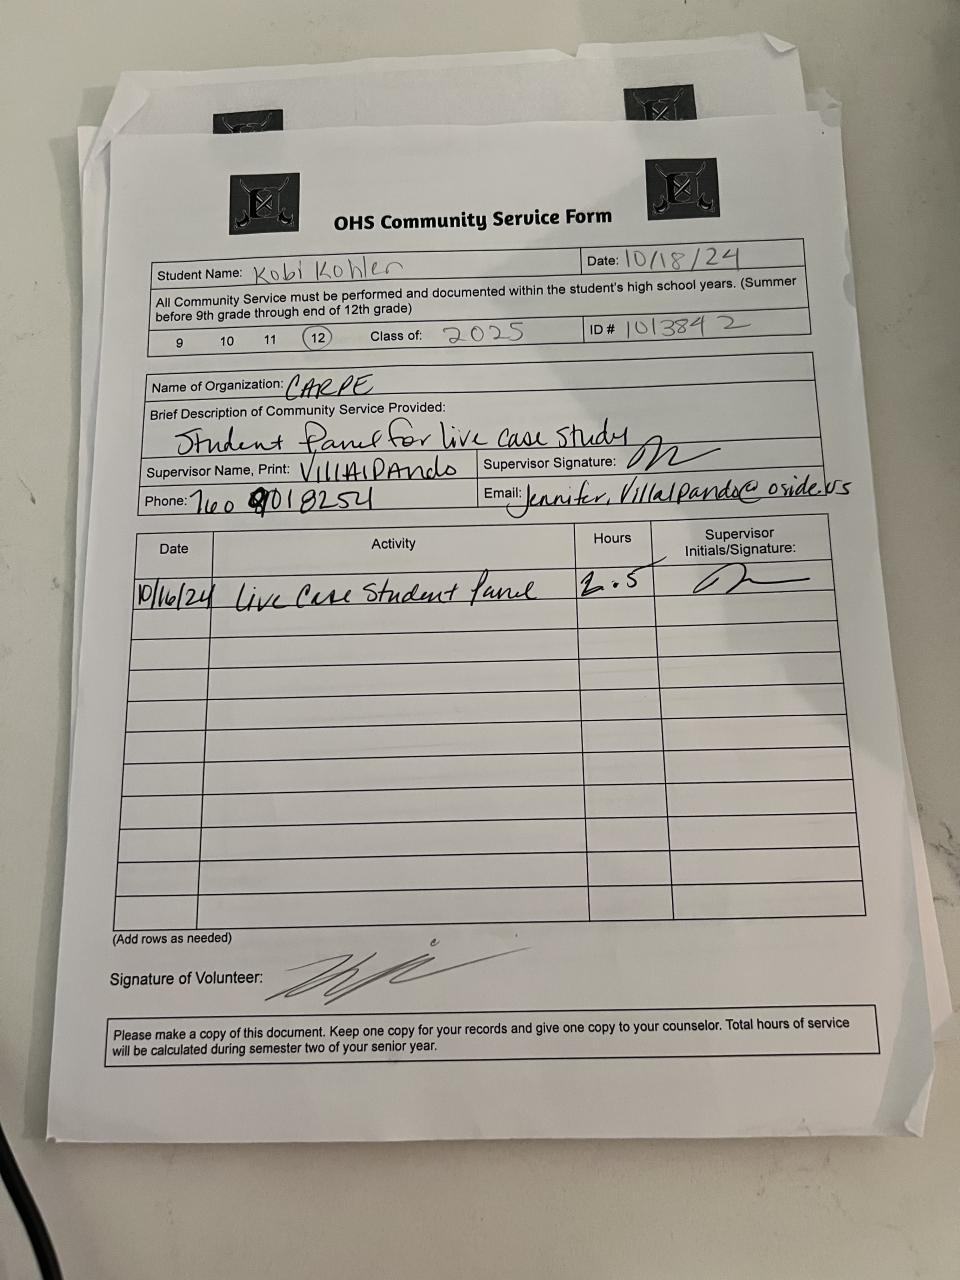 OHS Community Service Form
Student Name: Kobi Kohler Date: 10/18/24
All Community Service must be performed and documented within the student's high school years. (Summer
before 9th grade through end of 12th grade)
9 10 11 12 Class of: 2025 ID # 1013842
Name of Organization: CARPE
Brief Description of Community Service Provided:
Student Panel for live case study
Supervisor Name, Print: Villalpando Supervisor Signature:
Phone: 760 9018254 Email: Jennifer.Villalpando@oside.us
Date Activity Hours Supervisor
Initials/Signature:
10/16/24 Live Case Student Panel 2.5
(Add rows as needed)
Signature of Volunteer:
Please make a copy of this document. Keep one copy for your records and give one copy to your counselor. Total hours of service
will be calculated during semester two of your senior year.